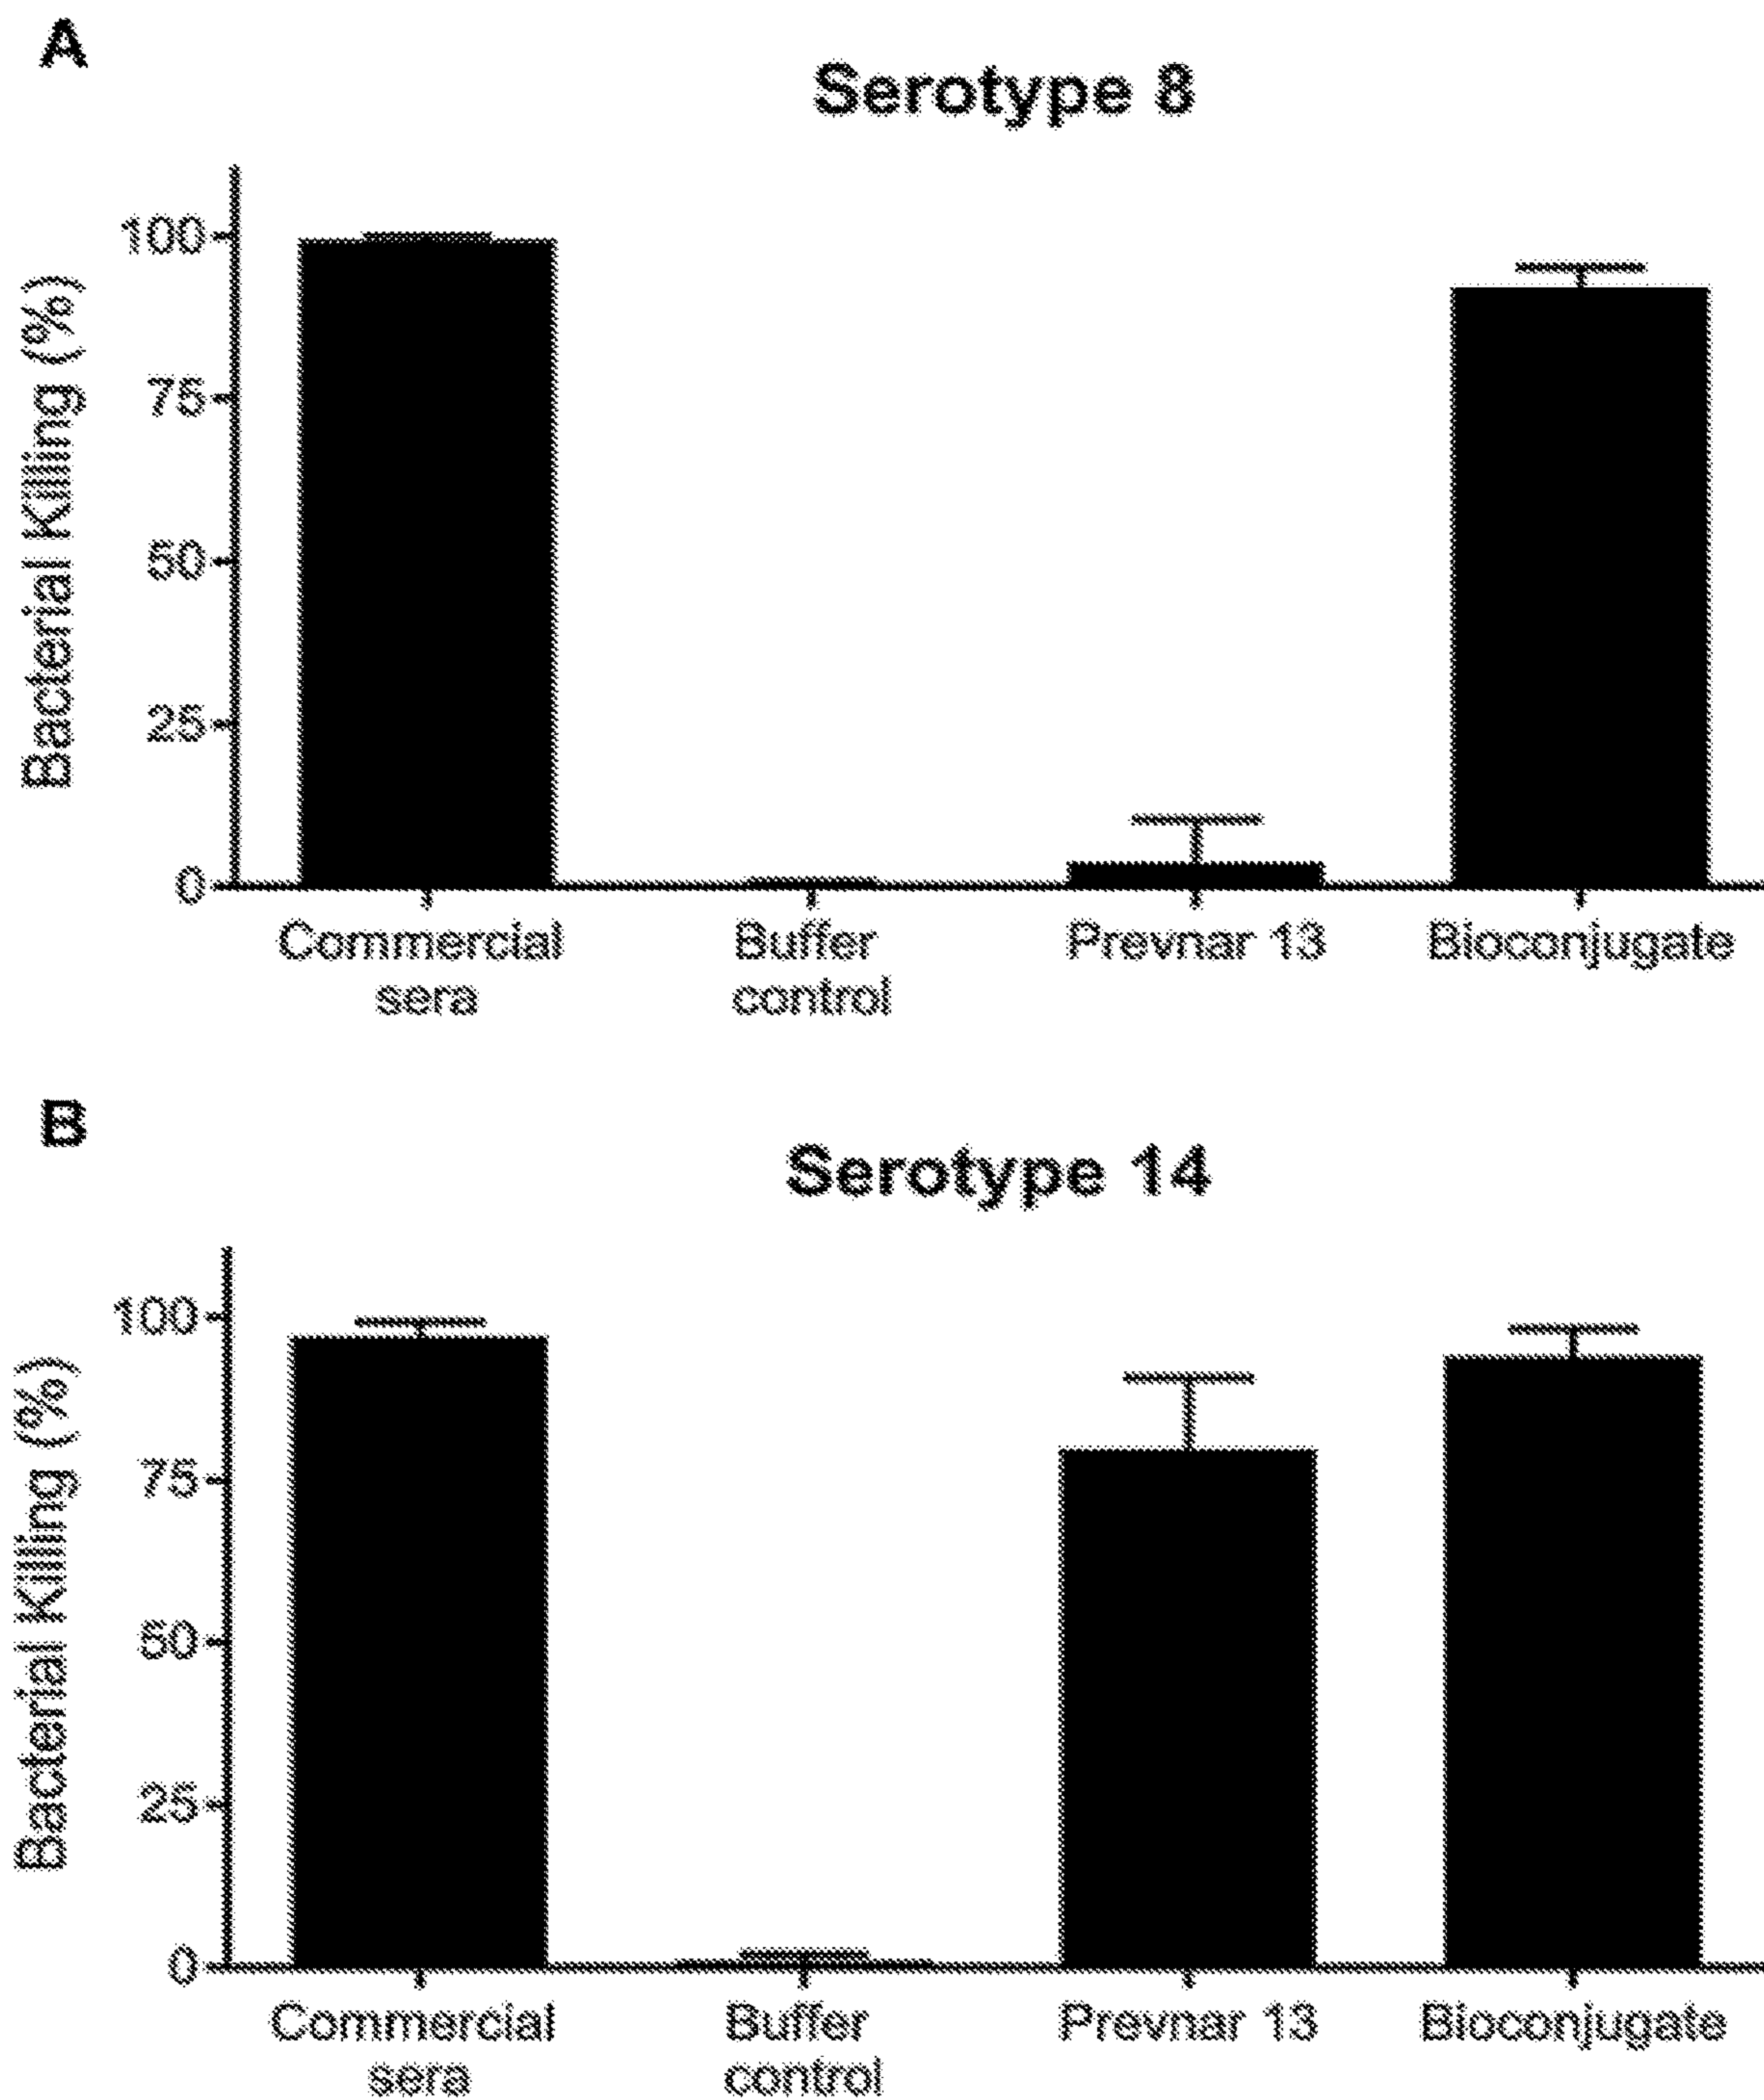 A
Serotype 8
Bacterial Killing (%)
100
75
50
25
0
Commercial sera
Buffer control
Prevnar 13
Bioconjugate
B
Serotype 14
Bacterial Killing (%)
100
75
50
25
0
Commercial sera
Buffer control
Prevnar 13
Bioconjugate